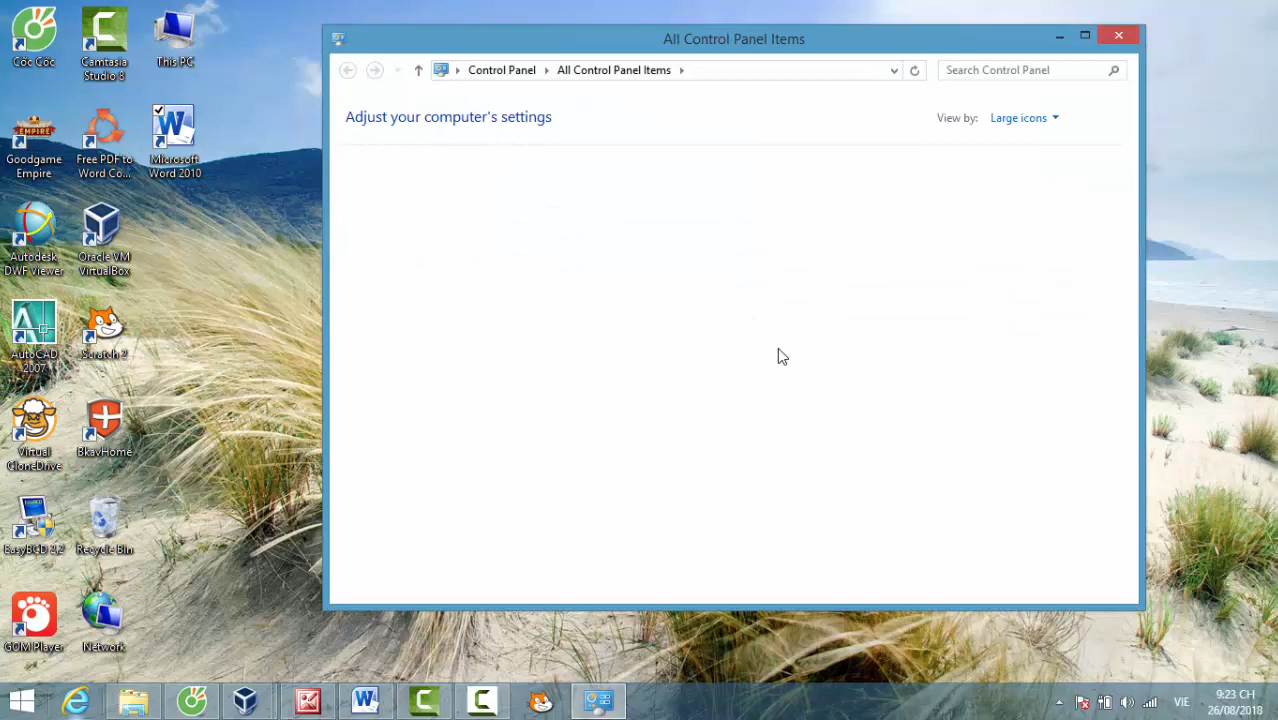 Cốc Cốc
Camtasia
Studio 8
This PC
Goodgame
Empire
Free PDF to
Word Co...
Microsoft
Word 2010
Autodesk
DWF Viewer
Oracle VM
VirtualBox
AutoCAD
2007
Scratch 2
Virtual
CloneDrive
BkavHome
EasyBCD 2.2
Recycle Bin
GOM Player
Network
All Control Panel Items
Control Panel
All Control Panel Items
Search Control Panel
Adjust your computer's settings
View by:
Large icons
VIE
9:23 CH
26/08/2018